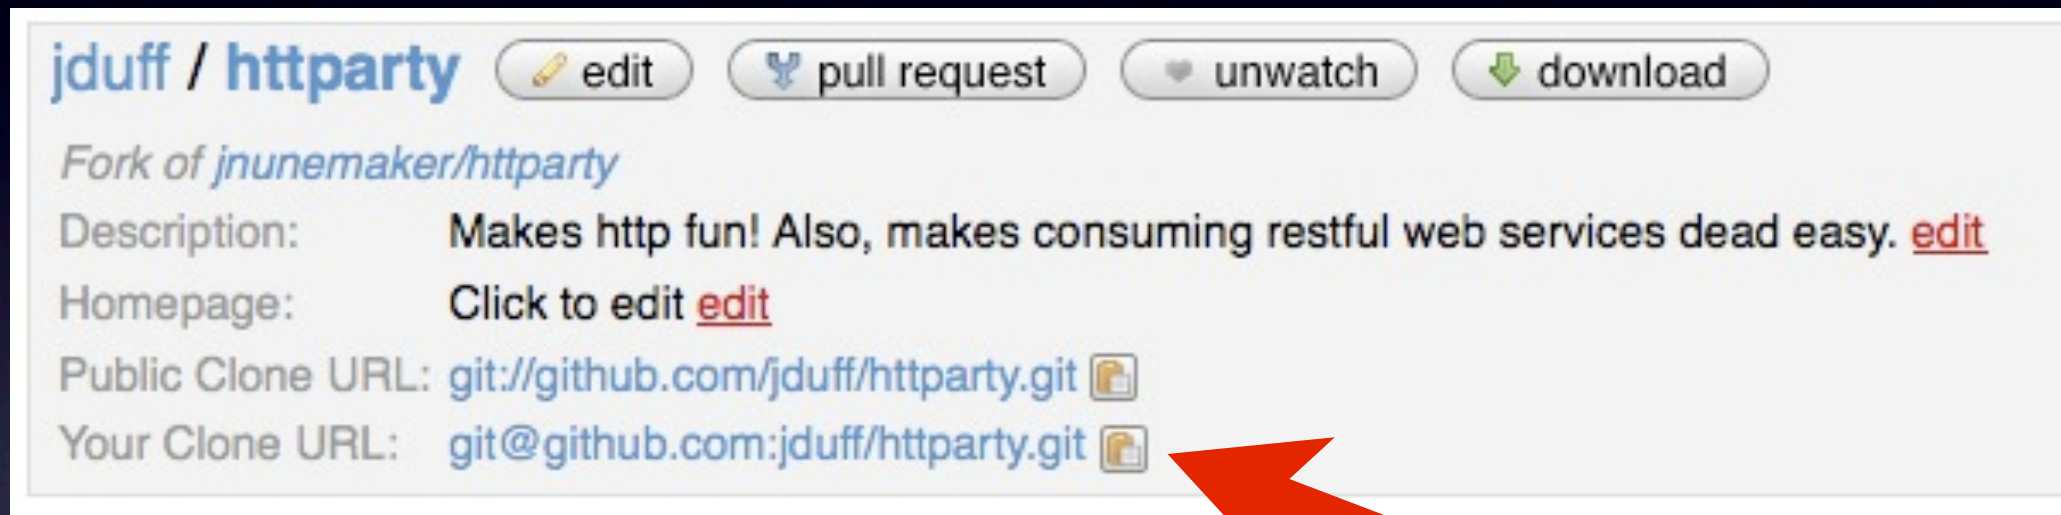 jduff / httparty edit pull request unwatch download
Fork of jnunemaker/httparty
Description: Makes http fun! Also, makes consuming restful web services dead easy. edit
Homepage: Click to edit edit
Public Clone URL: git://github.com/jduff/httparty.git
Your Clone URL: git@github.com:jduff/httparty.git